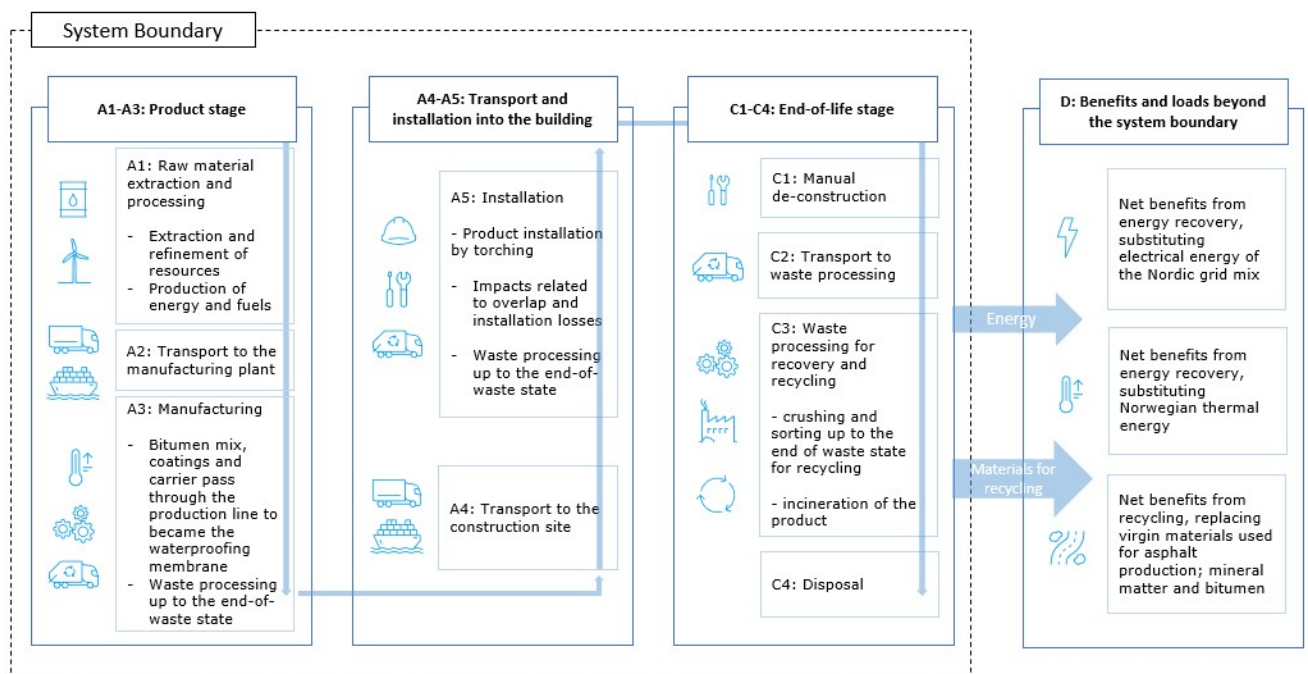 System Boundary
A1-A3: Product stage
A1: Raw material
extraction and
processing
- Extraction and
refinement of
resources
- Production of
energy and fuels
A2: Transport to the
manufacturing plant
A3: Manufacturing
- Bitumen mix,
coatings and
carrier pass
through the
production line to
became the
waterproofing
membrane
- Waste processing
up to the end-of-
waste state
A4-A5: Transport and
installation into the building
A5: Installation
- Product installation
by torching
- Impacts related
to overlap and
installation losses
- Waste processing
up to the end-of-
waste state
A4: Transport to the
construction site
C1-C4: End-of-life stage
C1: Manual
de-construction
C2: Transport to
waste processing
C3: Waste
processing for
recovery and
recycling
- crushing and
sorting up to the
end of waste state
for recycling
- incineration of the
product
C4: Disposal
Energy
Materials for
recycling
D: Benefits and loads beyond
the system boundary
Net benefits from
energy recovery,
substituting
electrical energy of
the Nordic grid mix
Net benefits from
energy recovery,
substituting
Norwegian thermal
energy
Net benefits from
recycling, replacing
virgin materials used
for asphalt
production; mineral
matter and bitumen